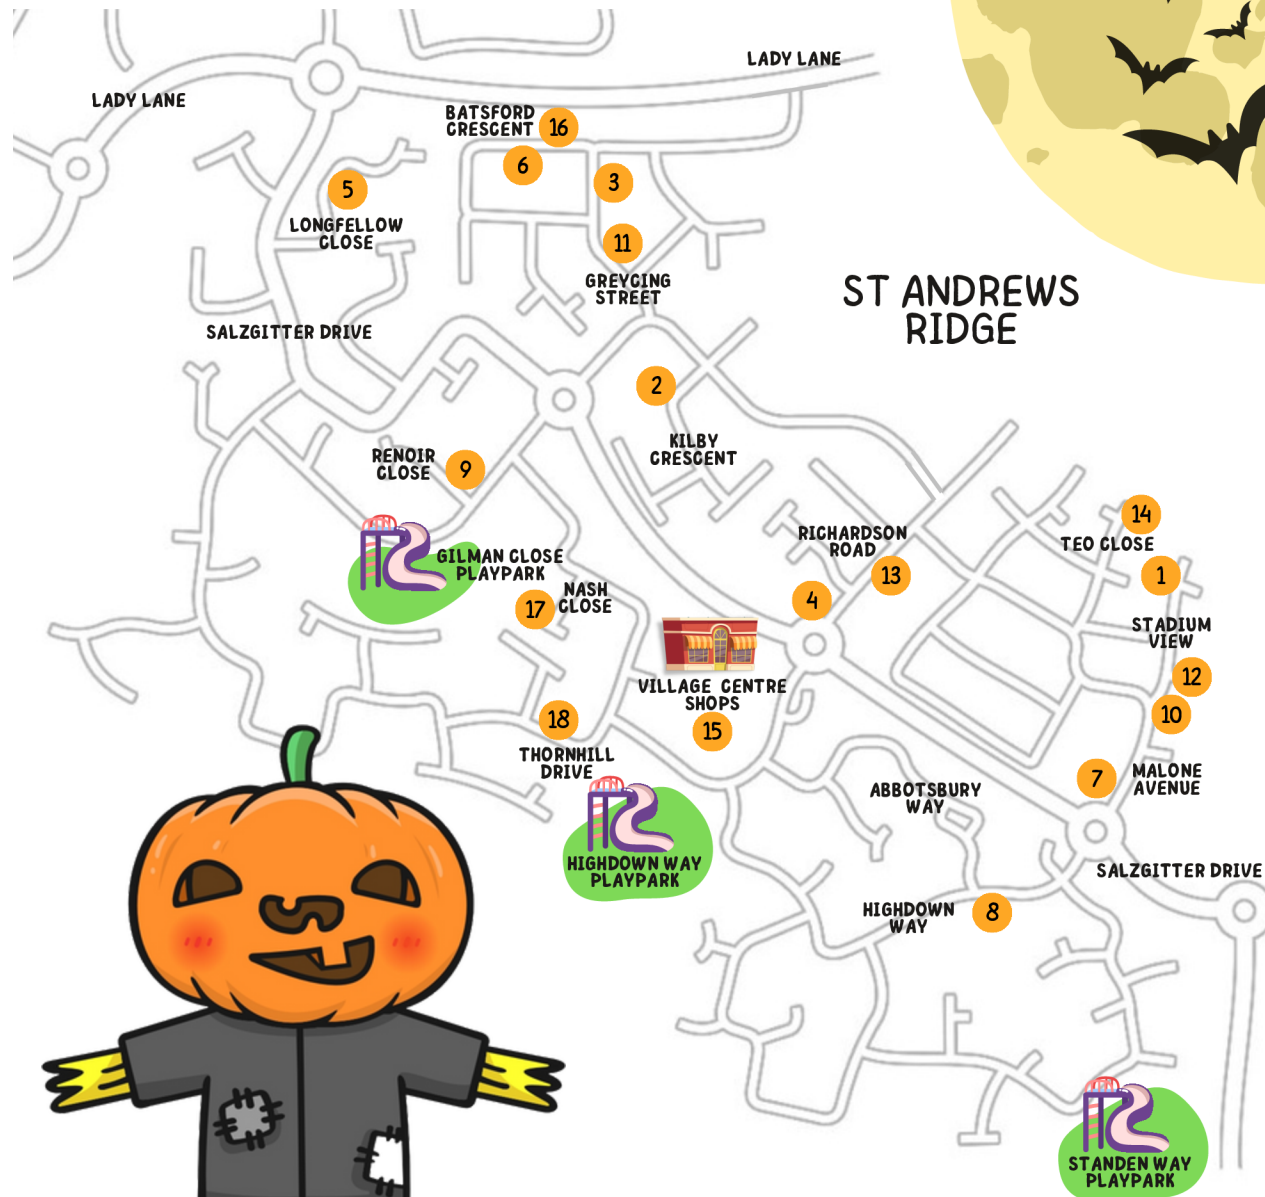 LADY LANE
LADY LANE
BATSFORD
CRESCENT
16
6
3
5
LONGFELLOW
CLOSE
11
GREYCING
STREET
ST ANDREWS
RIDGE
SALZGITTER DRIVE
2
KILBY
CRESCENT
RENOIR
CLOSE
9
14
TEO CLOSE
RICHARDSON
ROAD
13
1
GILMAN CLOSE
PLAYPARK
NASH
CLOSE
17
4
STADIUM
VIEW
12
VILLAGE CENTRE
SHOPS
15
10
18
THORNHILL
DRIVE
7
MALONE
AVENUE
ABBOTSBURY
WAY
HIGHDOWN WAY
PLAYPARK
SALZGITTER DRIVE
HIGHDOWN
WAY
8
STANDEN WAY
PLAYPARK